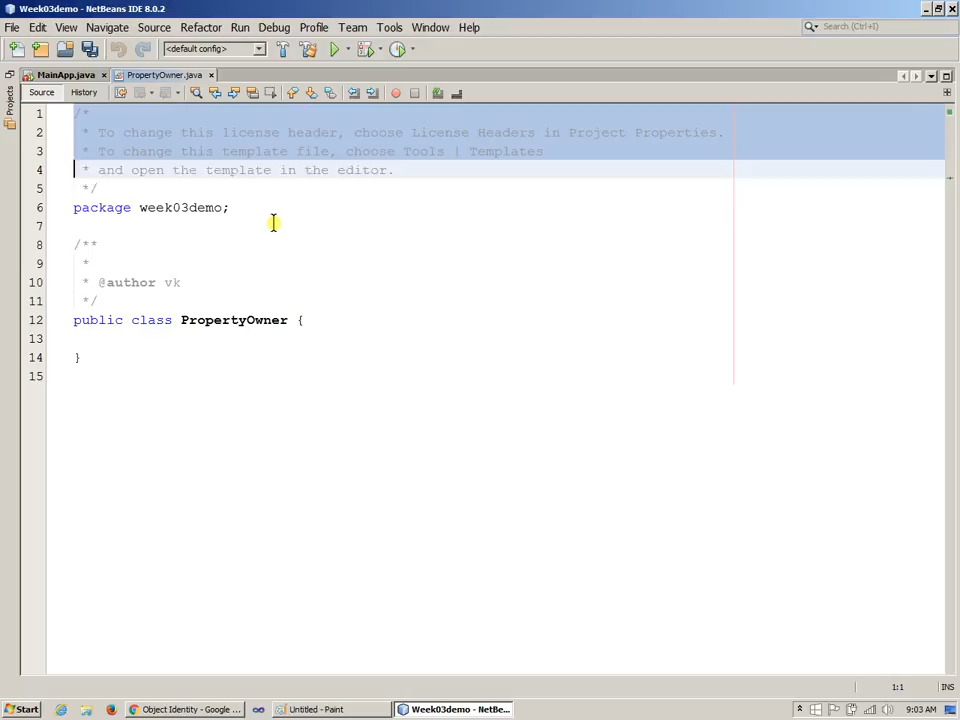 Week03demo - NetBeans IDE 8.0.2
File Edit View Navigate Source Refactor Run Debug Profile Team Tools Window Help
Search (Ctrl+I)
<default config>
MainApp.java PropertyOwner.java
Projects
Source History
1 /*
2 * To change this license header, choose License Headers in Project Properties.
3 * To change this template file, choose Tools | Templates
4 * and open the template in the editor.
5 */
6 package week03demo;
7
8 /**
9 *
10 * @author vk
11 */
12 public class PropertyOwner {
13
14 }
15
1:1 INS
Start Object Identity - Google ... Untitled - Paint Week03demo - NetBe... 9:03 AM